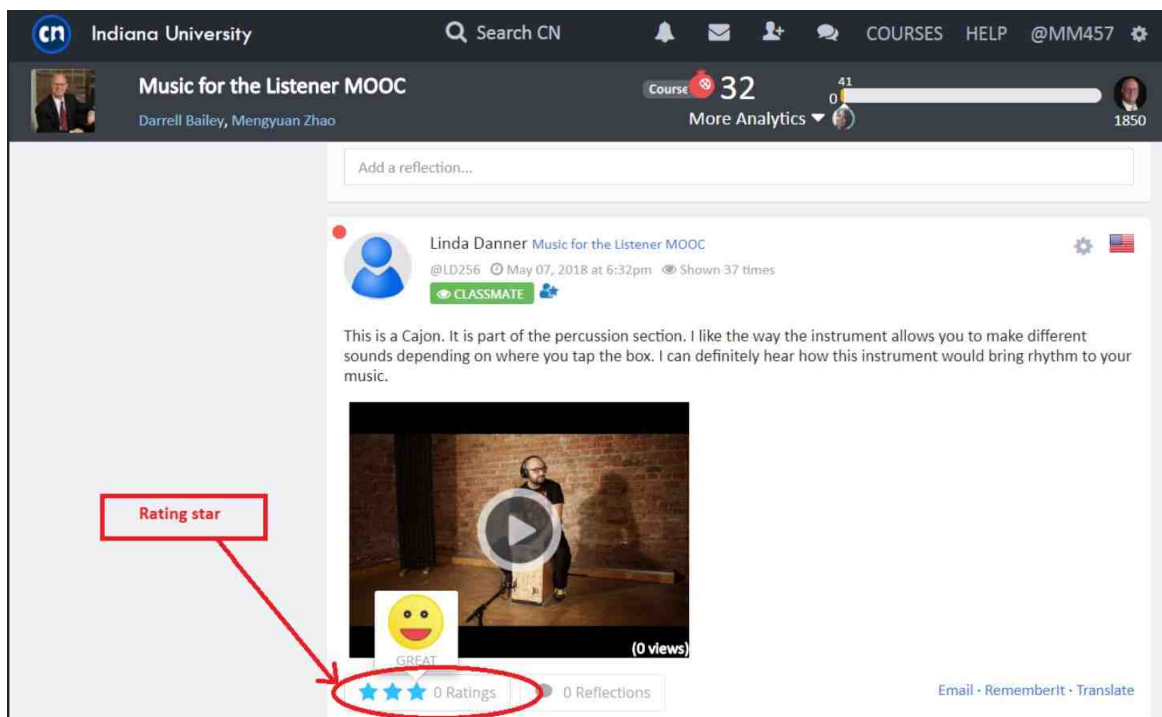 cn Indiana University Search CN COURSES HELP @MM457
Music for the Listener MOOC
Darrell Bailey, Mengyuan Zhao
Course 32
More Analytics
41
0
1850
Add a reflection...
Linda Danner Music for the Listener MOOC
@LD256 May 07, 2018 at 6:32pm Shown 37 times
CLASSMATE
This is a Cajon. It is part of the percussion section. I like the way the instrument allows you to make different
sounds depending on where you tap the box. I can definitely hear how this instrument would bring rhythm to your
music.
Rating star
(0 views)
GREAT
0 Ratings 0 Reflections Email · RememberIt · Translate